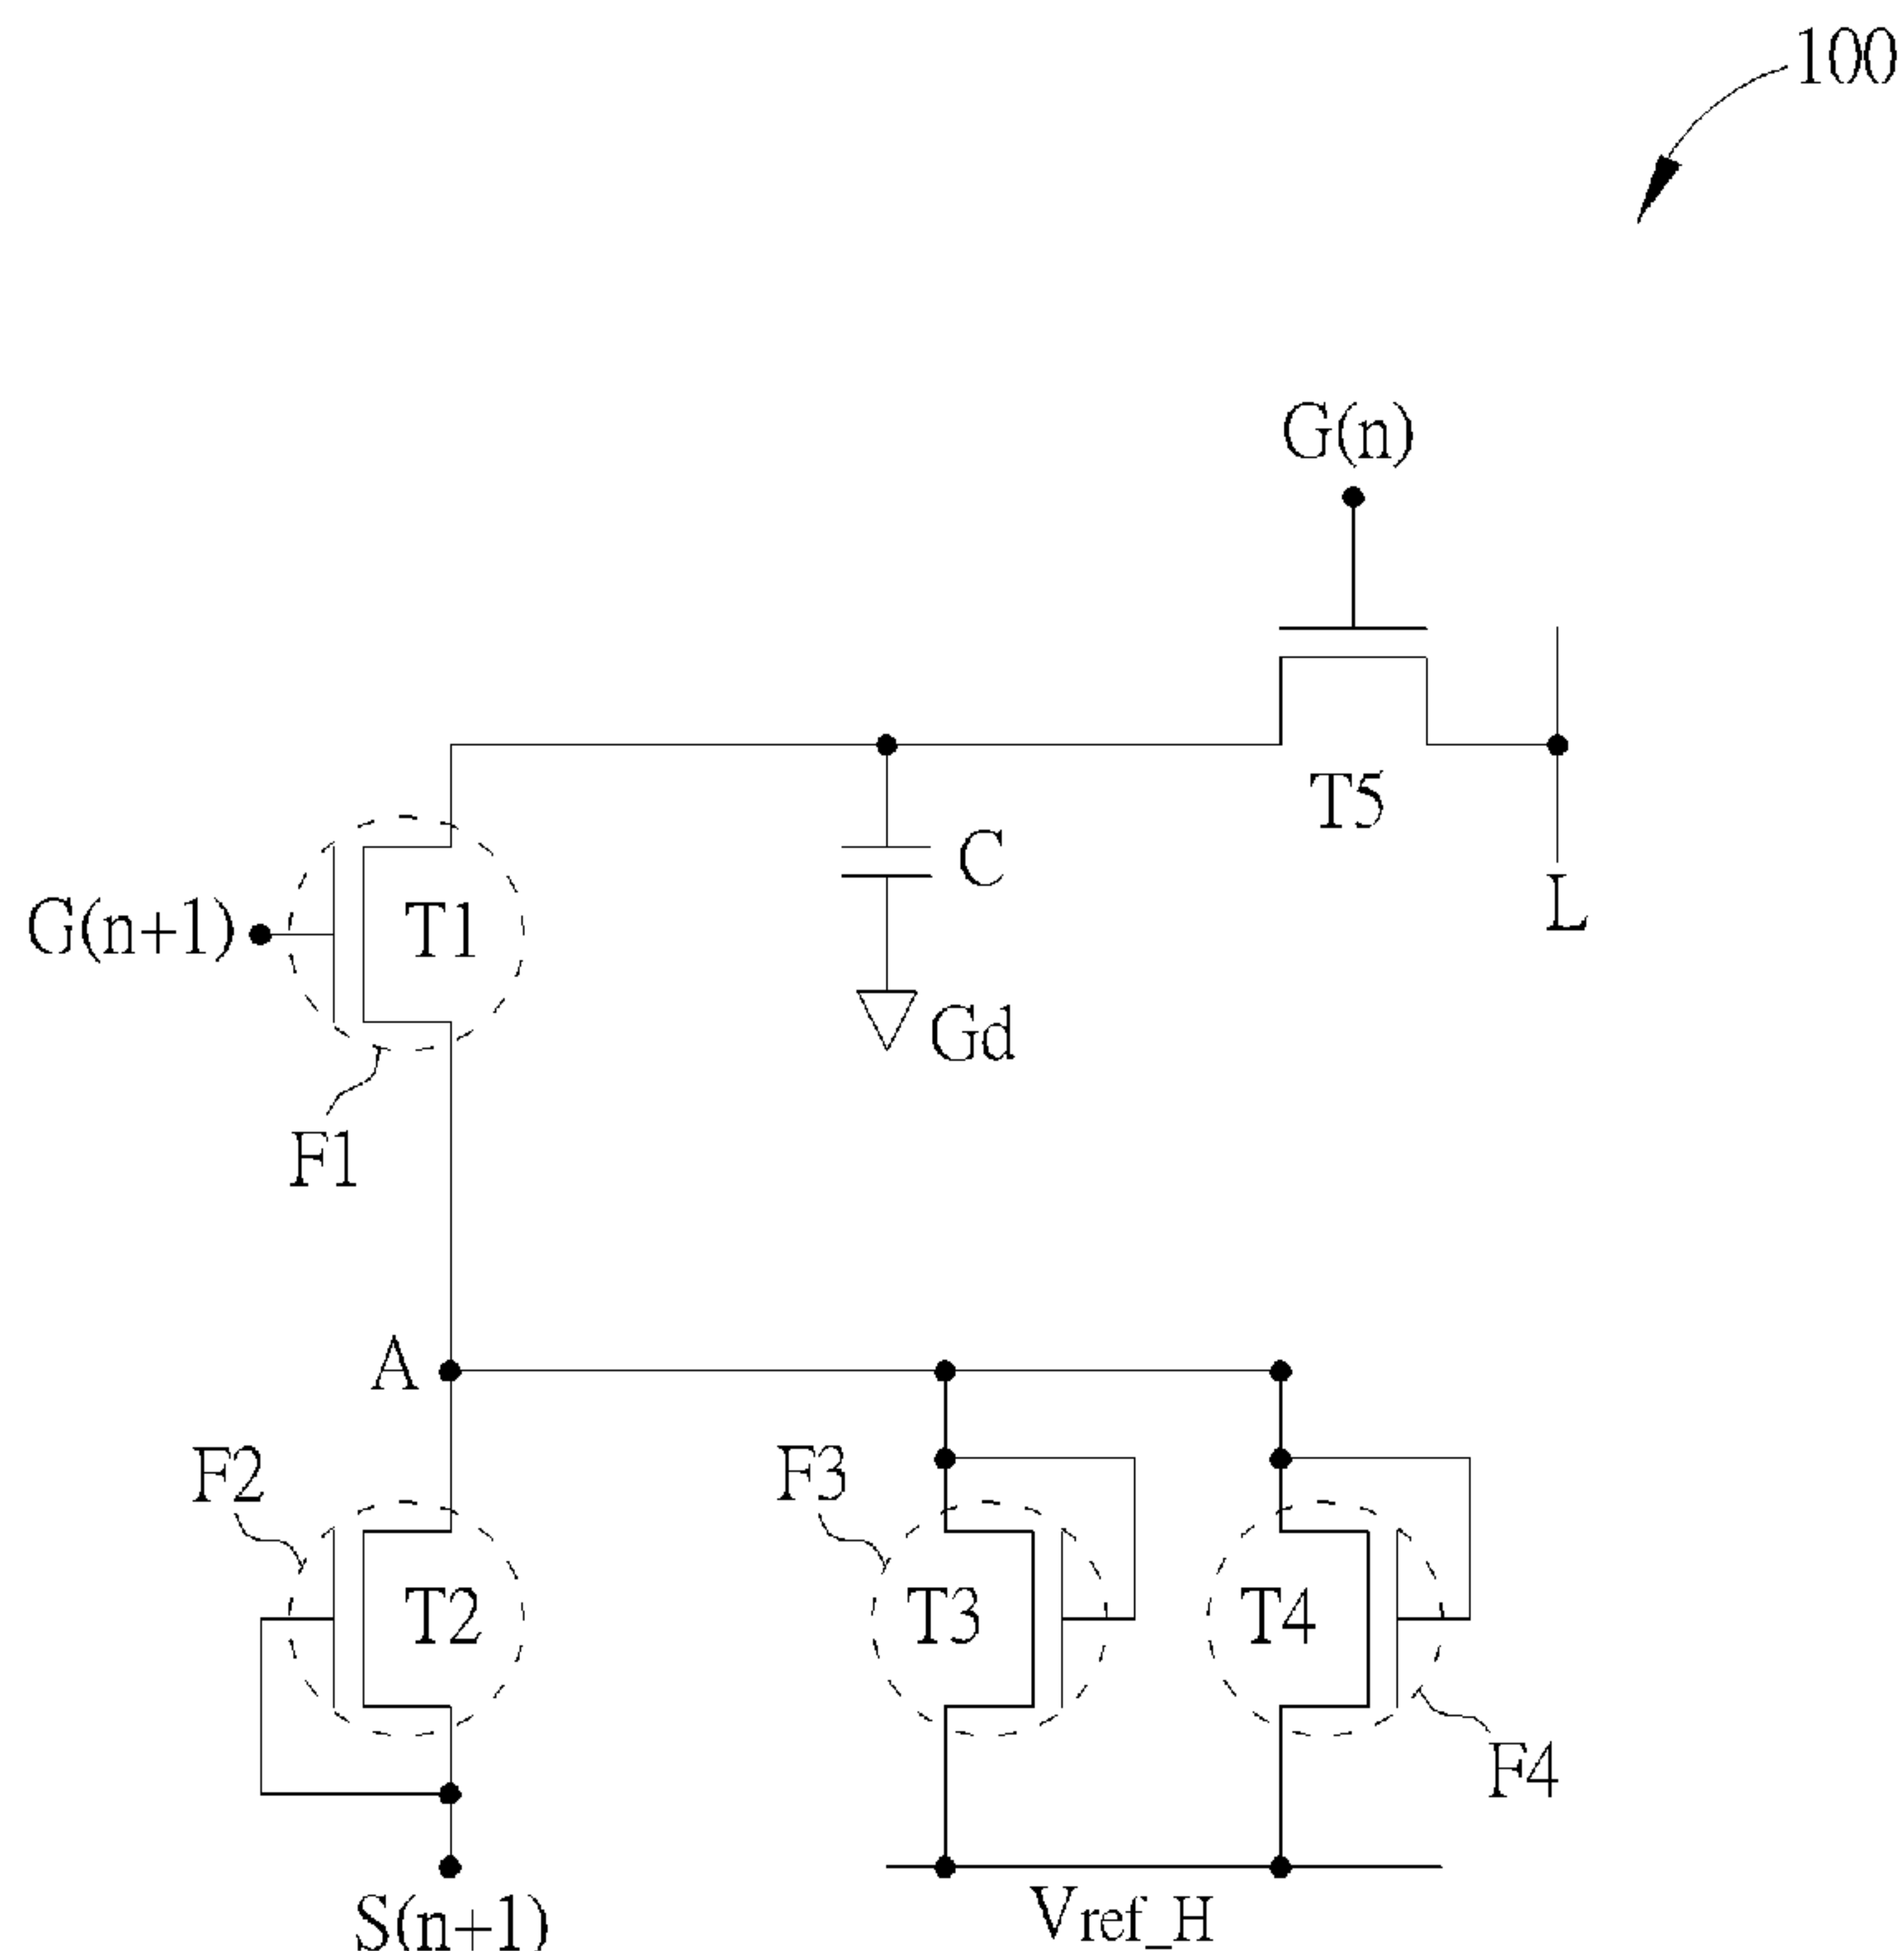 100
G(n)
T5
C
G(n+1)
T1
L
Gd
F1
A
F2
F3
T2
T3
T4
F4
S(n+1)
Vref_H